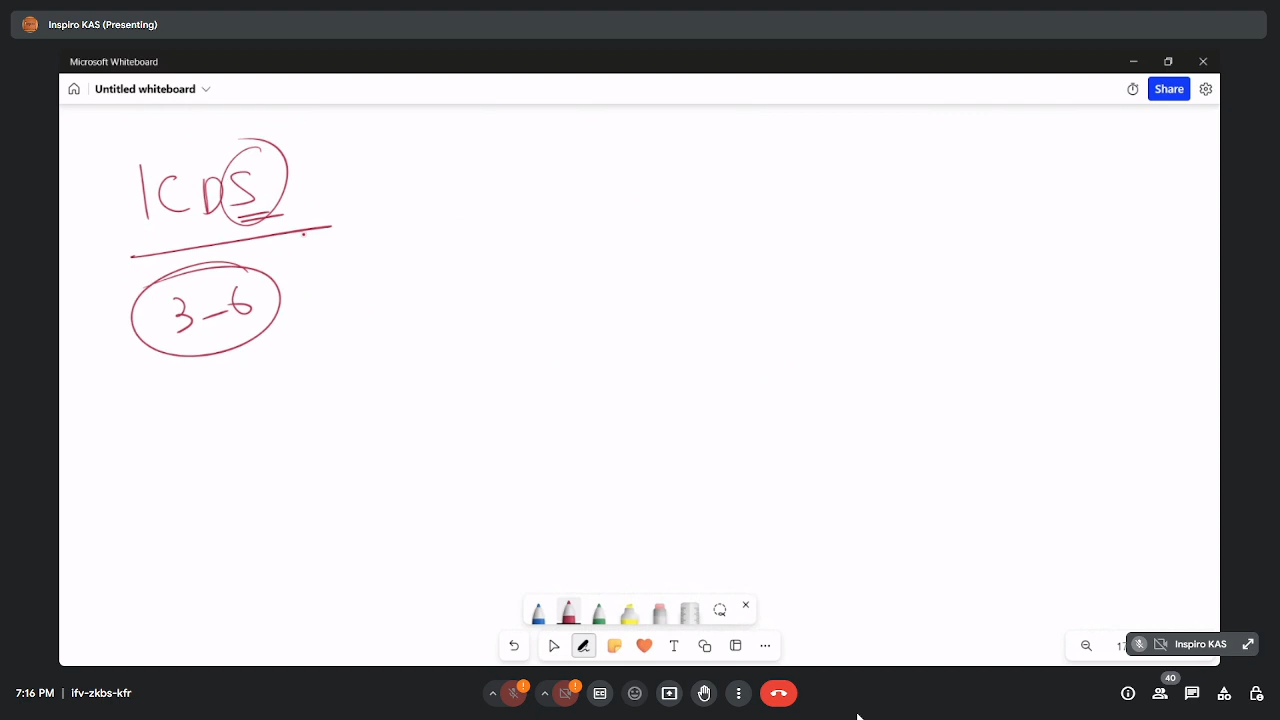 Inspiro KAS (Presenting)
Microsoft Whiteboard
Untitled whiteboard
Share
ICDS
3-6
Inspiro KAS
40
7:16 PM | ifv-zkbs-kfr